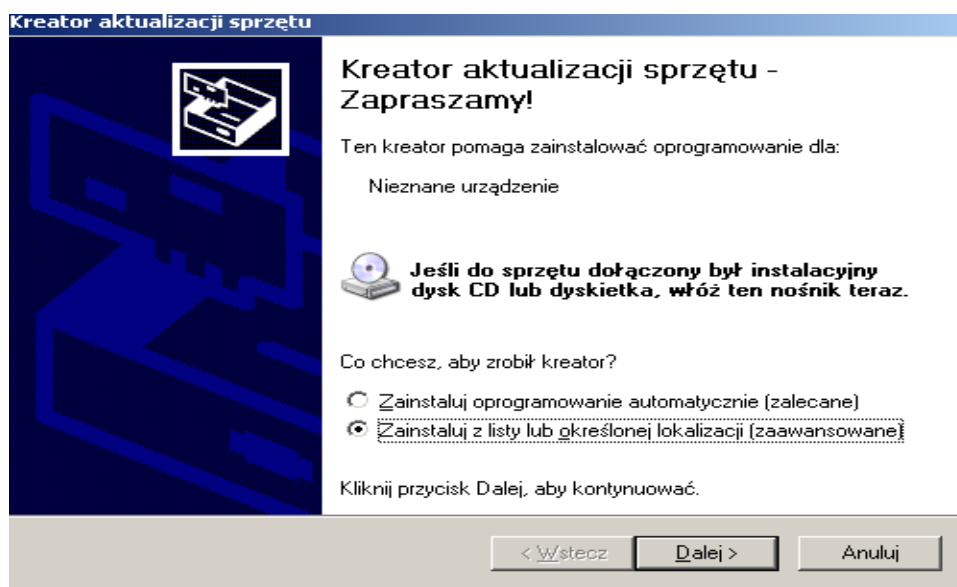 Kreator aktualizacji sprzętu
Kreator aktualizacji sprzętu -
Zapraszamy!
Ten kreator pomaga zainstalować oprogramowanie dla:
Nieznane urządzenie
Jeśli do sprzętu dołączony był instalacyjny
dysk CD lub dyskietka, włóż ten nośnik teraz.
Co chcesz, aby zrobił kreator?
Zainstaluj oprogramowanie automatycznie (zalecane)
Zainstaluj z listy lub określonej lokalizacji (zaawansowane)
Kliknij przycisk Dalej, aby kontynuować.
< Wstecz Dalej > Anuluj